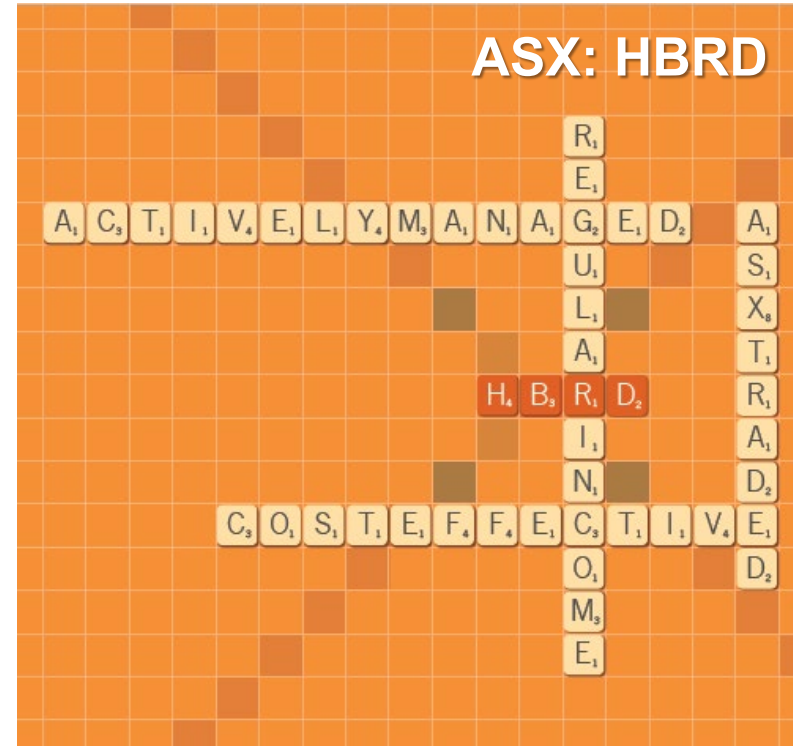 ASX: HBRD
REGULARINCOME
ACTIVELYMANAGED
ASXTRADED
HBRD
COSTEFFECTIVE